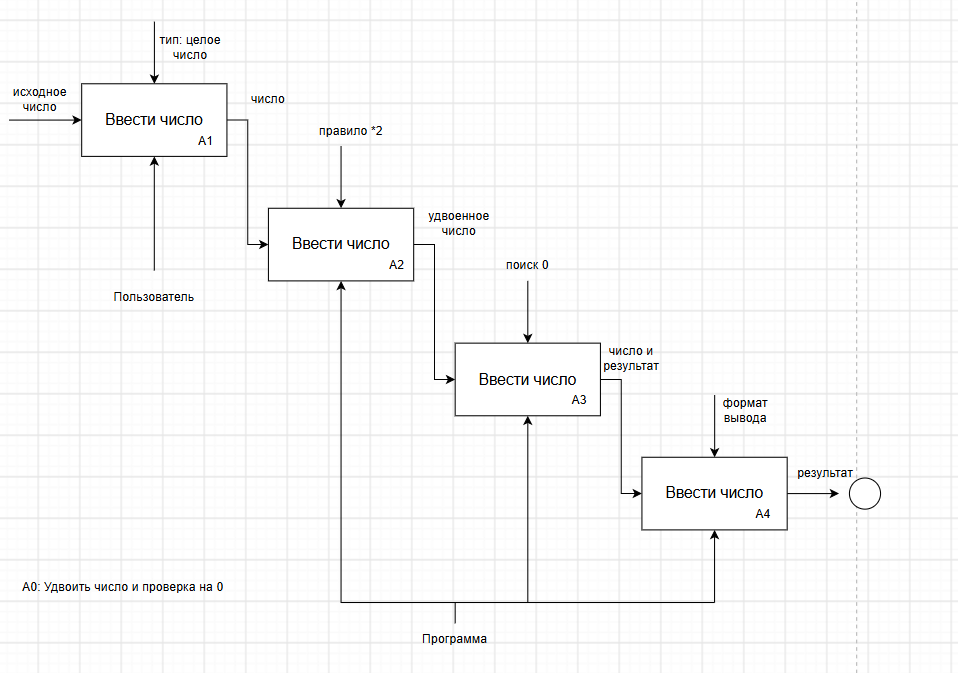 тип: целое
число
исходное
число
Ввести число
A1
число
Пользователь
правило *2
Ввести число
A2
удвоенное
число
поиск 0
Ввести число
A3
число и
результат
формат
вывода
Ввести число
A4
результат
A0: Удвоить число и проверка на 0
Программа